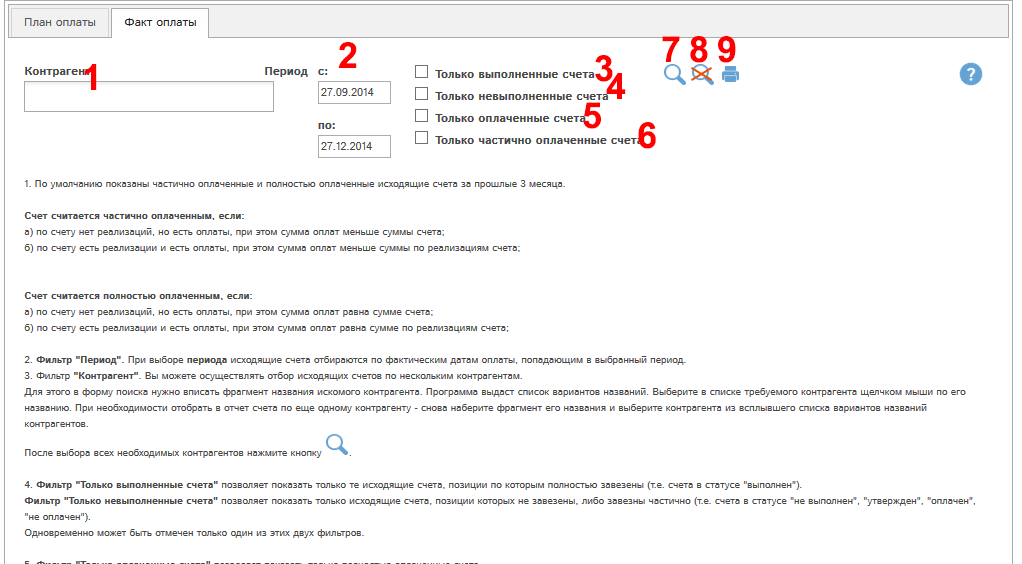 План оплаты Факт оплаты
7 8 9
2
Контрагент 1 Период с: Только выполненные счета 3
27.09.2014 Только невыполненные счета 4
?
Только оплаченные счета 5
по: Только частично оплаченные счета 6
27.12.2014
1. По умолчанию показаны частично оплаченные и полностью оплаченные исходящие счета за прошлые 3 месяца.
Счет считается частично оплаченным, если:
а) по счету нет реализаций, но есть оплаты, при этом сумма оплат меньше суммы счета;
б) по счету есть реализации и есть оплаты, при этом сумма оплат меньше суммы по реализациям счета;
Счет считается полностью оплаченным, если:
а) по счету нет реализаций, но есть оплаты, при этом сумма оплат равна сумме счета;
б) по счету есть реализации и есть оплаты, при этом сумма оплат равна сумме по реализациям счета;
2. Фильтр "Период". При выборе периода исходящие счета отбираются по фактическим датам оплаты, попадающим в выбранный период.
3. Фильтр "Контрагент". Вы можете осуществлять отбор исходящих счетов по нескольким контрагентам.
Для этого в форму поиска нужно вписать фрагмент названия искомого контрагента. Программа выдаст список вариантов названий. Выберите в списке требуемого контрагента щелчком мыши по его
названию. При необходимости отобрать в отчет счета по еще одному контрагенту - снова наберите фрагмент его названия и выберите контрагента из всплывшего списка вариантов названий
контрагентов.
После выбора всех необходимых контрагентов нажмите кнопку .
4. Фильтр "Только выполненные счета" позволяет показать только те исходящие счета, позиции по которым полностью завезены (т.е. счета в статусе "выполнен").
Фильтр "Только невыполненные счета" позволяет показать только исходящие счета, позиции которых не завезены, либо завезны частично (т.е. счета в статусе "не выполнен", "утвержден", "оплачен",
"не оплачен").
Одновременно может быть отмечен только один из этих двух фильтров.